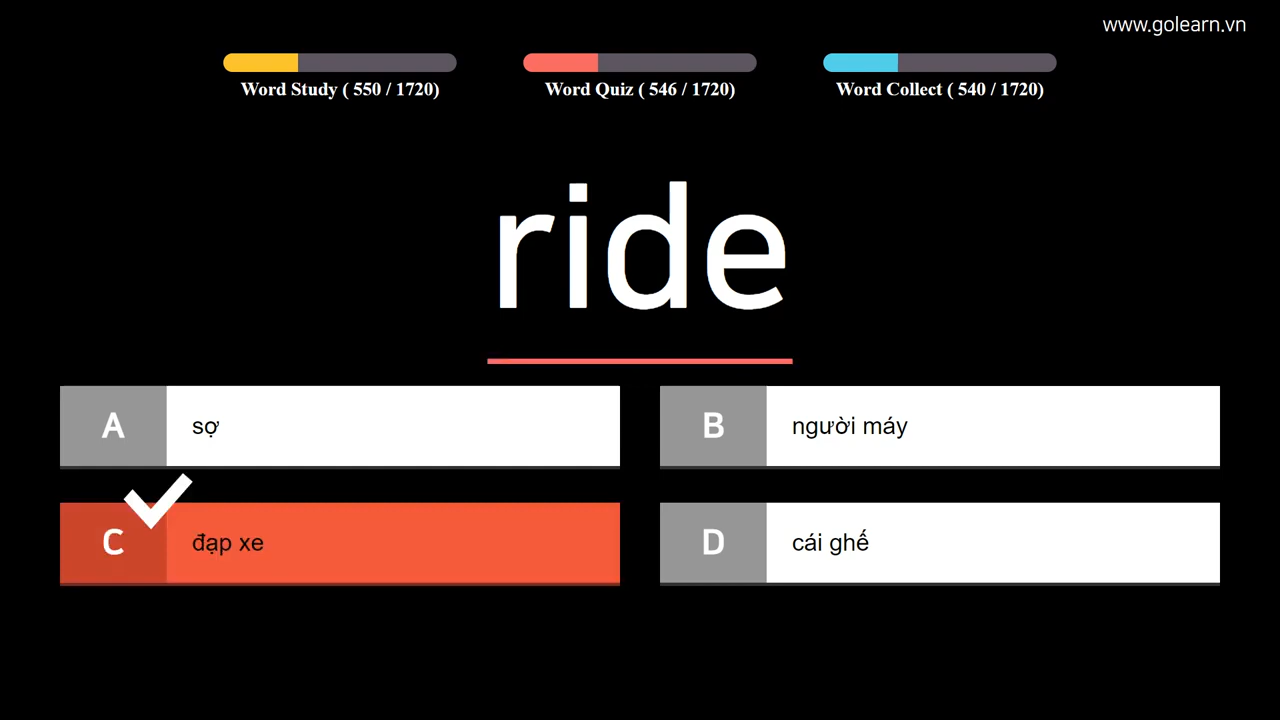 www.golearn.vn
Word Study ( 550 / 1720)
Word Quiz ( 546 / 1720)
Word Collect ( 540 / 1720)
ride
A sợ
B người máy
C đạp xe
D cái ghế